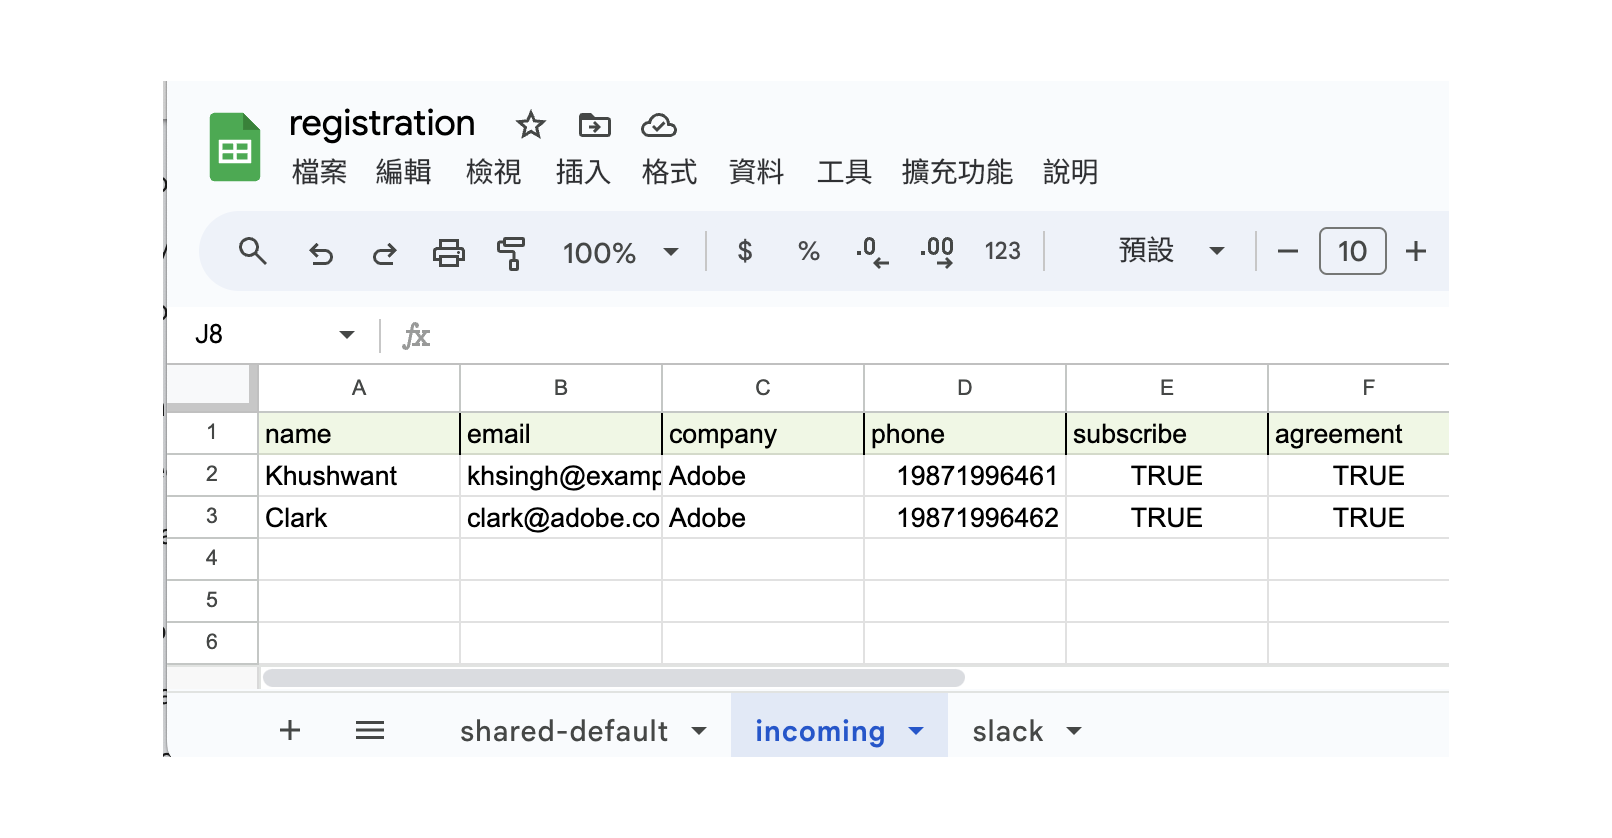 registration
檔案 編輯 檢視 插入 格式 資料 工具 擴充功能 說明
100% $ % .0 .00 123 預設 10
J8 fx
A B C D E F
1 name email company phone subscribe agreement
2 Khushwant khsingh@examp Adobe 19871996461 TRUE TRUE
3 Clark clark@adobe.co Adobe 19871996462 TRUE TRUE
4
5
6
shared-default incoming slack